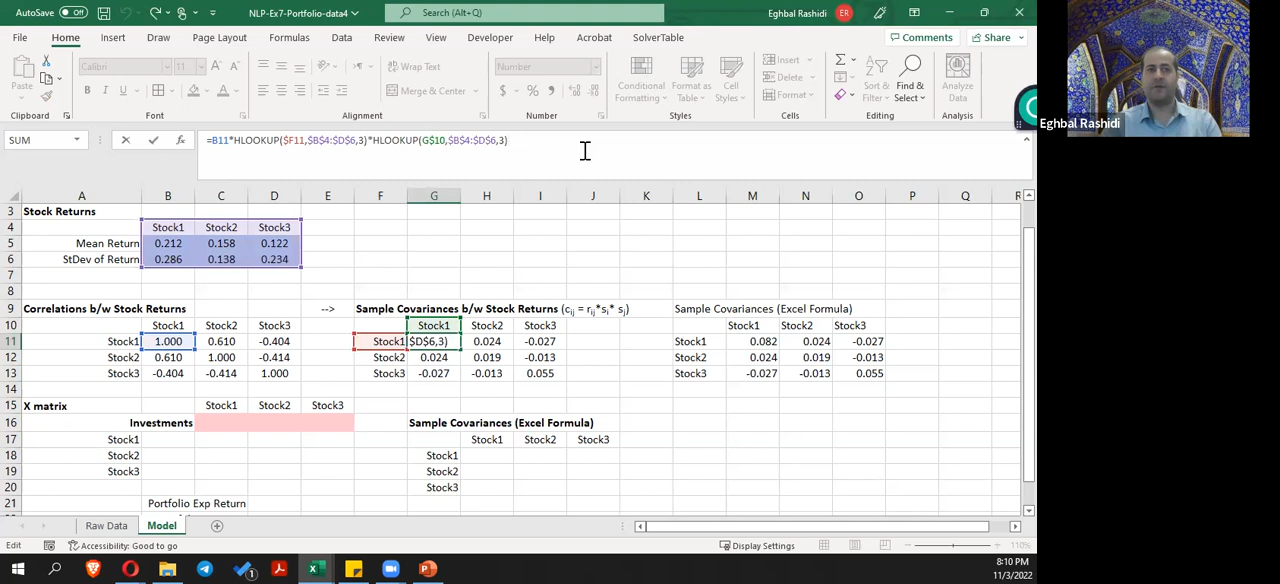 AutoSave Off NLP-Ex7-Portfolio-data4 Search (Alt+Q) Eghbal Rashidi ER
File Home Insert Draw Page Layout Formulas Data Review View Developer Help Acrobat SolverTable Comments Share
Paste Calibri 11 Wrap Text Number Insert Sum
B I U Merge & Center $ % Conditional Formatting Format as Table Cell Styles Delete Format Sort & Filter Find & Select Analyze Data
Clipboard Font Alignment Number Styles Cells Editing Analysis
Eghbal Rashidi
SUM =B11*HLOOKUP($F11,$B$4:$D$6,3)*HLOOKUP(G$10,$B$4:$D$6,3)
A B C D E F G H I J K L M N O P Q R
3 Stock Returns
4 Stock1 Stock2 Stock3
5 Mean Return 0.212 0.158 0.122
6 StDev of Return 0.286 0.138 0.234
7
8
9 Correlations b/w Stock Returns --> Sample Covariances b/w Stock Returns (cij = rij*si* sj) Sample Covariances (Excel Formula)
10 Stock1 Stock2 Stock3 Stock1 Stock2 Stock3 Stock1 Stock2 Stock3
11 Stock1 1.000 0.610 -0.404 Stock1 $D$6,3) 0.024 -0.027 Stock1 0.082 0.024 -0.027
12 Stock2 0.610 1.000 -0.414 Stock2 0.024 0.019 -0.013 Stock2 0.024 0.019 -0.013
13 Stock3 -0.404 -0.414 1.000 Stock3 -0.027 -0.013 0.055 Stock3 -0.027 -0.013 0.055
14
15 X matrix Stock1 Stock2 Stock3
16 Investments Sample Covariances (Excel Formula)
17 Stock1 Stock1 Stock2 Stock3
18 Stock2 Stock1
19 Stock3 Stock2
20 Stock3
21 Portfolio Exp Return
Raw Data Model
Edit Accessibility: Good to go Display Settings 110%
1
8:10 PM
11/3/2022